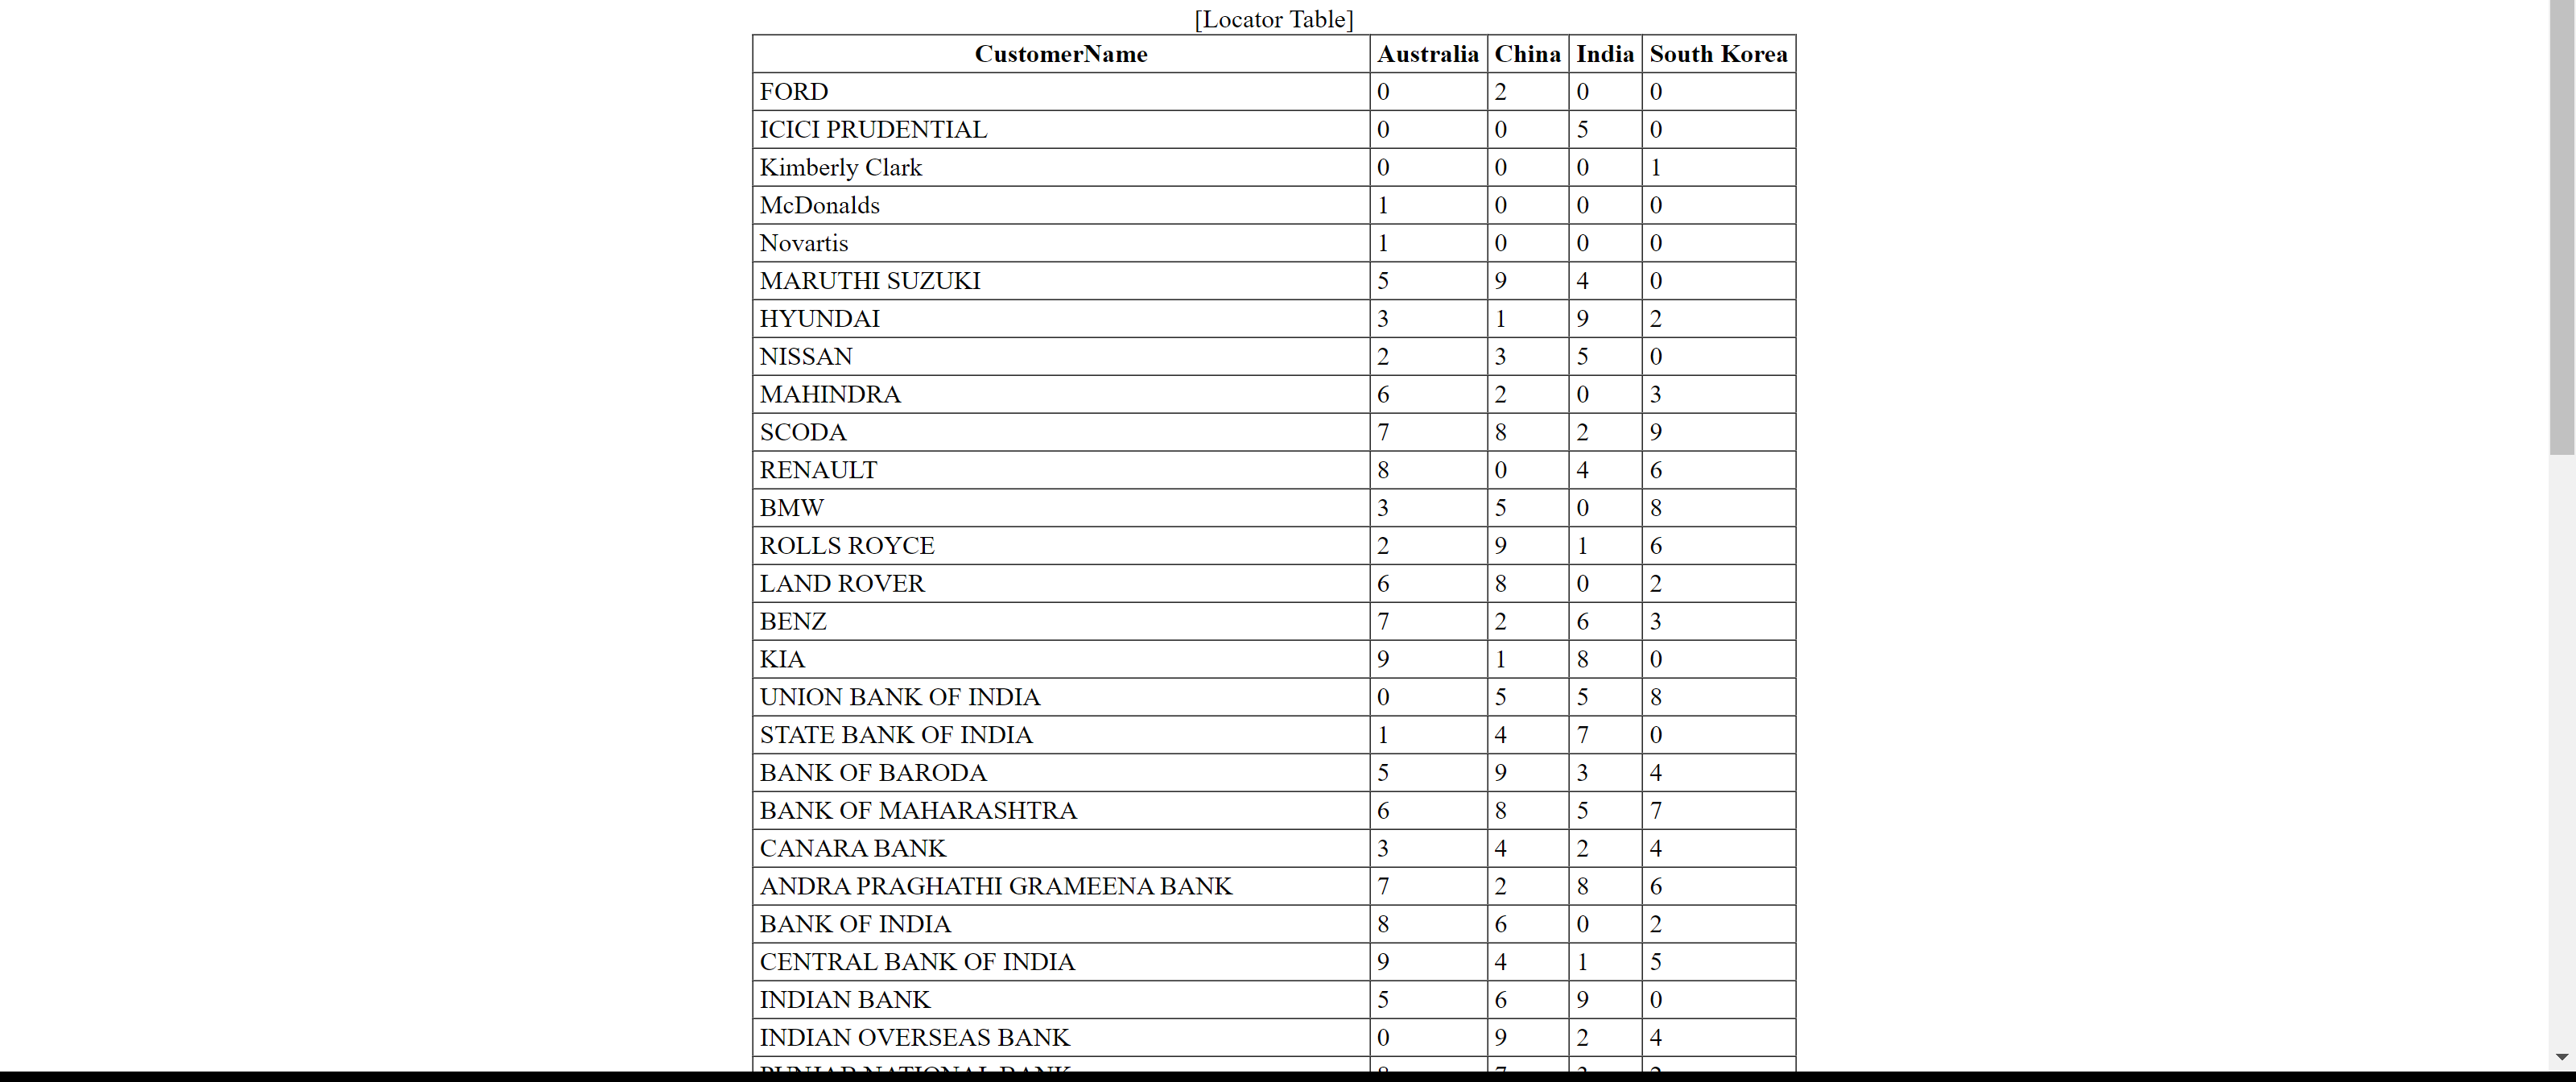 [Locator Table]
CustomerName Australia China India South Korea
FORD 0 2 0 0
ICICI PRUDENTIAL 0 0 5 0
Kimberly Clark 0 0 0 1
McDonalds 1 0 0 0
Novartis 1 0 0 0
MARUTHI SUZUKI 5 9 4 0
HYUNDAI 3 1 9 2
NISSAN 2 3 5 0
MAHINDRA 6 2 0 3
SCODA 7 8 2 9
RENAULT 8 0 4 6
BMW 3 5 0 8
ROLLS ROYCE 2 9 1 6
LAND ROVER 6 8 0 2
BENZ 7 2 6 3
KIA 9 1 8 0
UNION BANK OF INDIA 0 5 5 8
STATE BANK OF INDIA 1 4 7 0
BANK OF BARODA 5 9 3 4
BANK OF MAHARASHTRA 6 8 5 7
CANARA BANK 3 4 2 4
ANDRA PRAGHATHI GRAMEENA BANK 7 2 8 6
BANK OF INDIA 8 6 0 2
CENTRAL BANK OF INDIA 9 4 1 5
INDIAN BANK 5 6 9 0
INDIAN OVERSEAS BANK 0 9 2 4